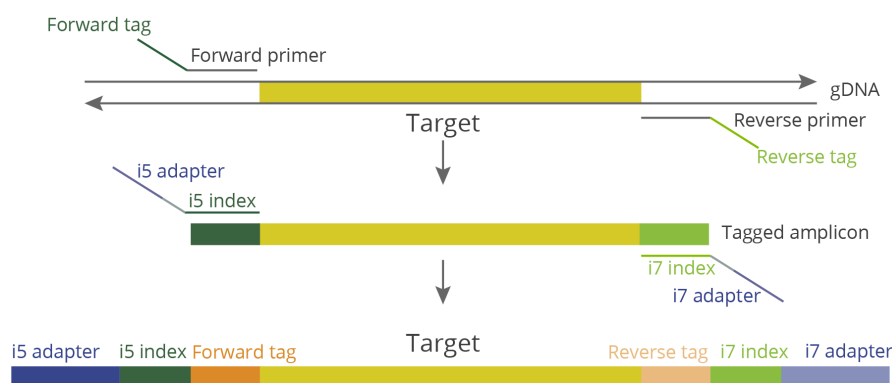 Forward tag
Forward primer
gDNA
Target
Reverse primer
Reverse tag
i5 adapter
i5 index
Tagged amplicon
i7 index
i7 adapter
Target
i5 adapter i5 index Forward tag Reverse tag i7 index i7 adapter